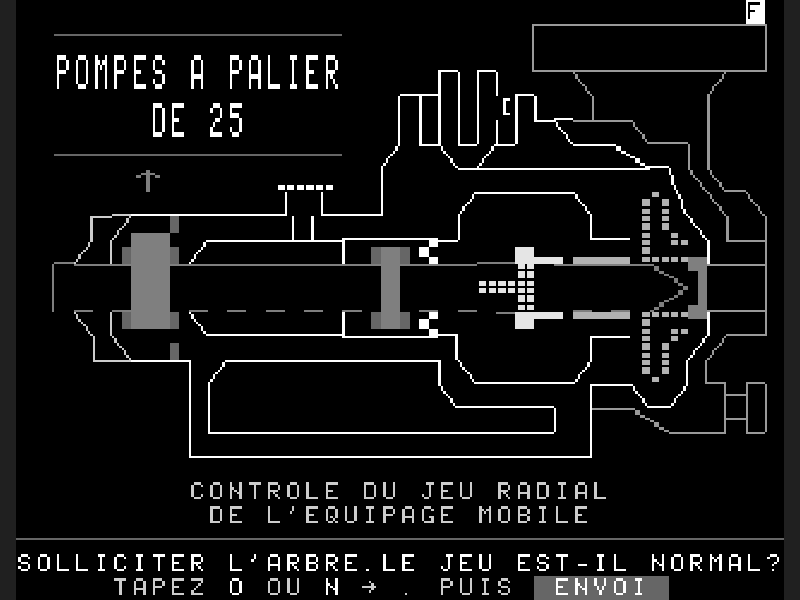 F
POMPES A PALIER
DE 25
CONTROLE DU JEU RADIAL
DE L'EQUIPAGE MOBILE
SOLLICITER L'ARBRE.LE JEU EST-IL NORMAL?
TAPEZ O OU N → . PUIS ENVOI